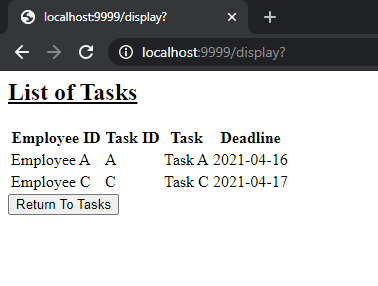 localhost:9999/display?
localhost:9999/display?
List of Tasks
Employee ID Task ID Task Deadline
Employee A A Task A 2021-04-16
Employee C C Task C 2021-04-17
Return To Tasks